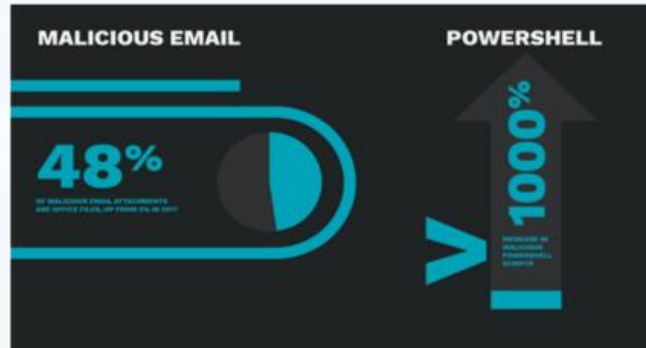 MALICIOUS EMAIL
48%
OF MALICIOUS EMAIL ATTACHMENTS
ARE OFFICE FILES, UP FROM 5% IN 2017
POWERSHELL
> 1000%
INCREASE IN
MALICIOUS
POWERSHELL
SCRIPTS